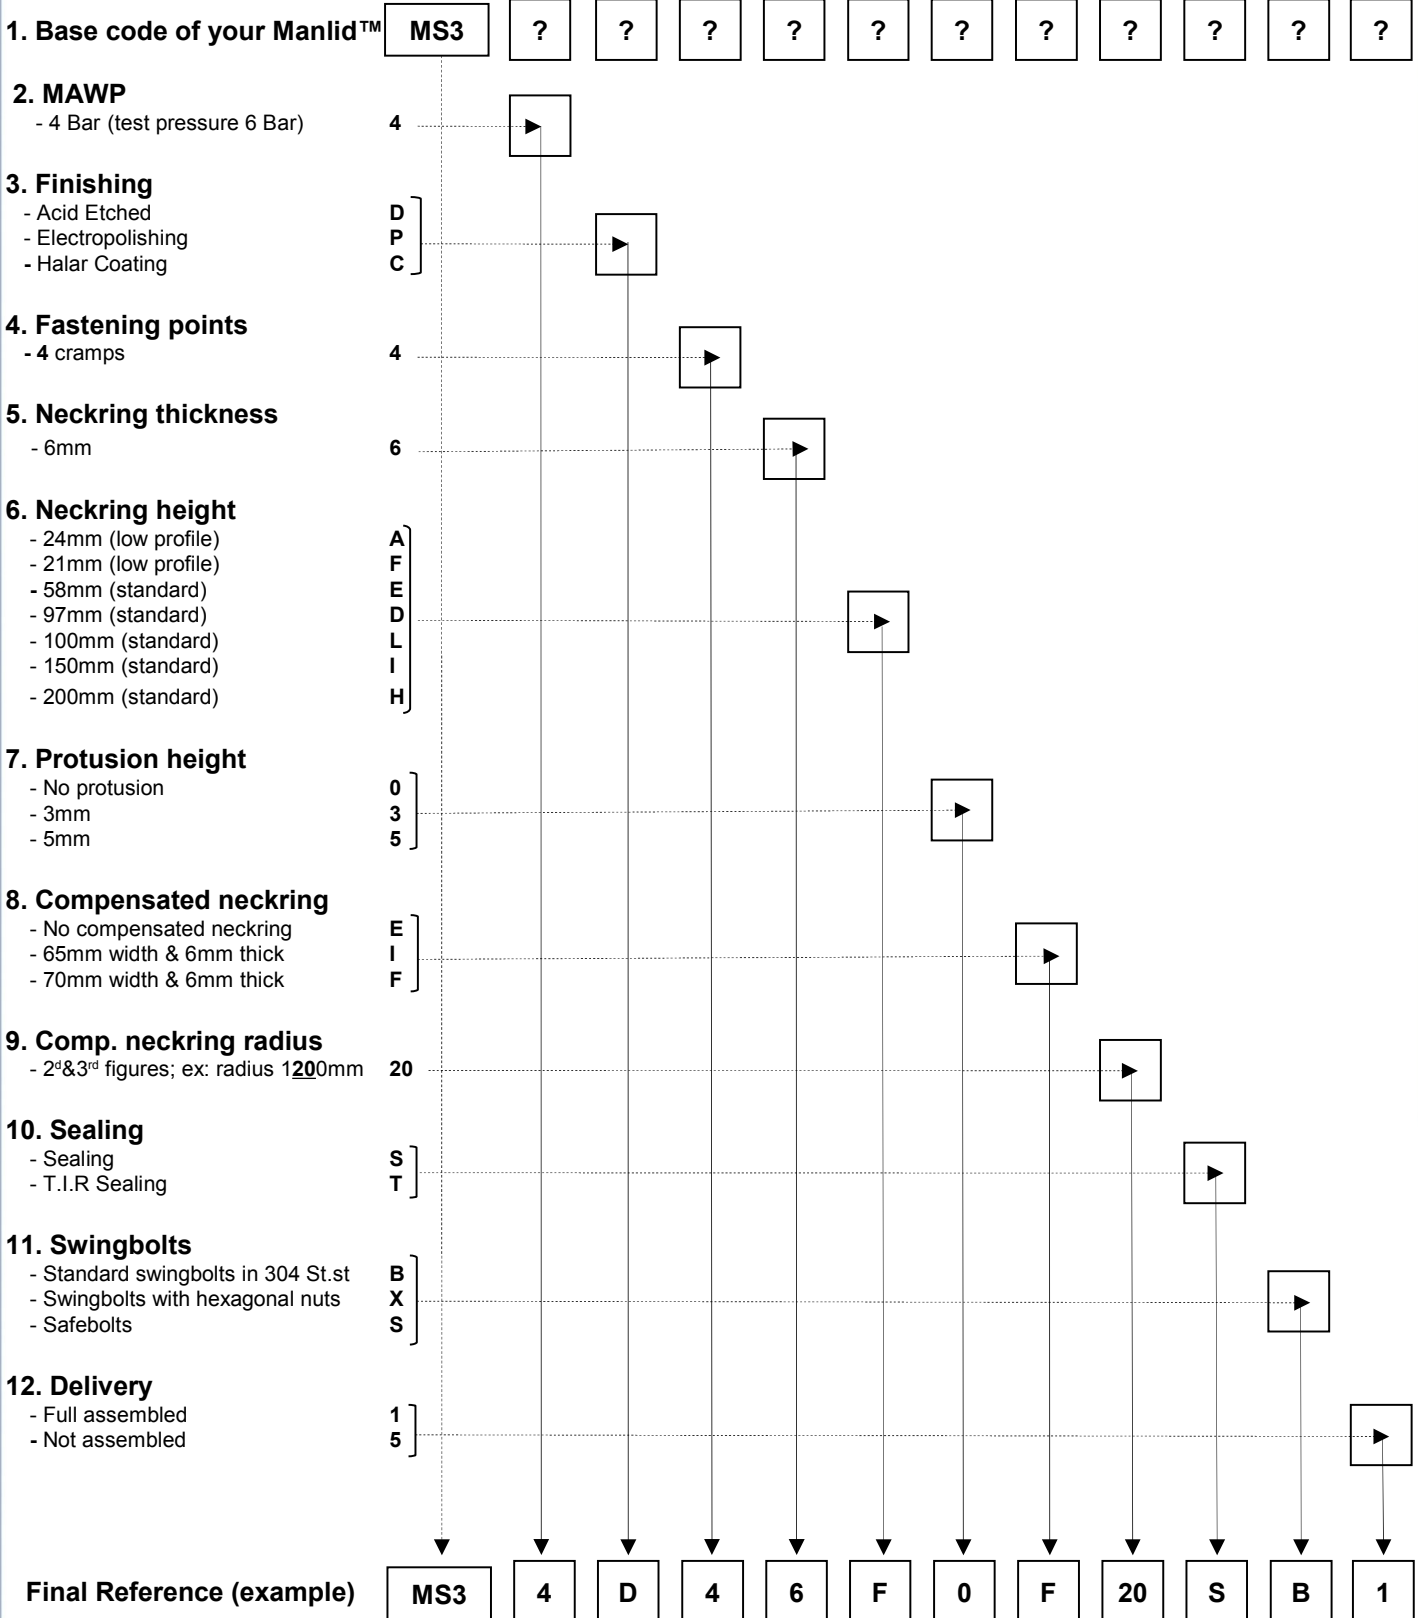 1. Base code of your Manlid™ MS3 ? ? ? ? ? ? ? ? ? ? ?
2. MAWP
- 4 Bar (test pressure 6 Bar) 4
3. Finishing
- Acid Etched D
- Electropolishing P
- Halar Coating C
4. Fastening points
- 4 cramps 4
5. Neckring thickness
- 6mm 6
6. Neckring height
- 24mm (low profile) A
- 21mm (low profile) F
- 58mm (standard) E
- 97mm (standard) D
- 100mm (standard) L
- 150mm (standard) I
- 200mm (standard) H
7. Protusion height
- No protusion 0
- 3mm 3
- 5mm 5
8. Compensated neckring
- No compensated neckring E
- 65mm width & 6mm thick I
- 70mm width & 6mm thick F
9. Comp. neckring radius
- 2d&3rd figures; ex: radius 1200mm 20
10. Sealing
- Sealing S
- T.I.R Sealing T
11. Swingbolts
- Standard swingbolts in 304 St.st B
- Swingbolts with hexagonal nuts X
- Safebolts S
12. Delivery
- Full assembled 1
- Not assembled 5
Final Reference (example) MS3 4 D 4 6 F 0 F 20 S B 1